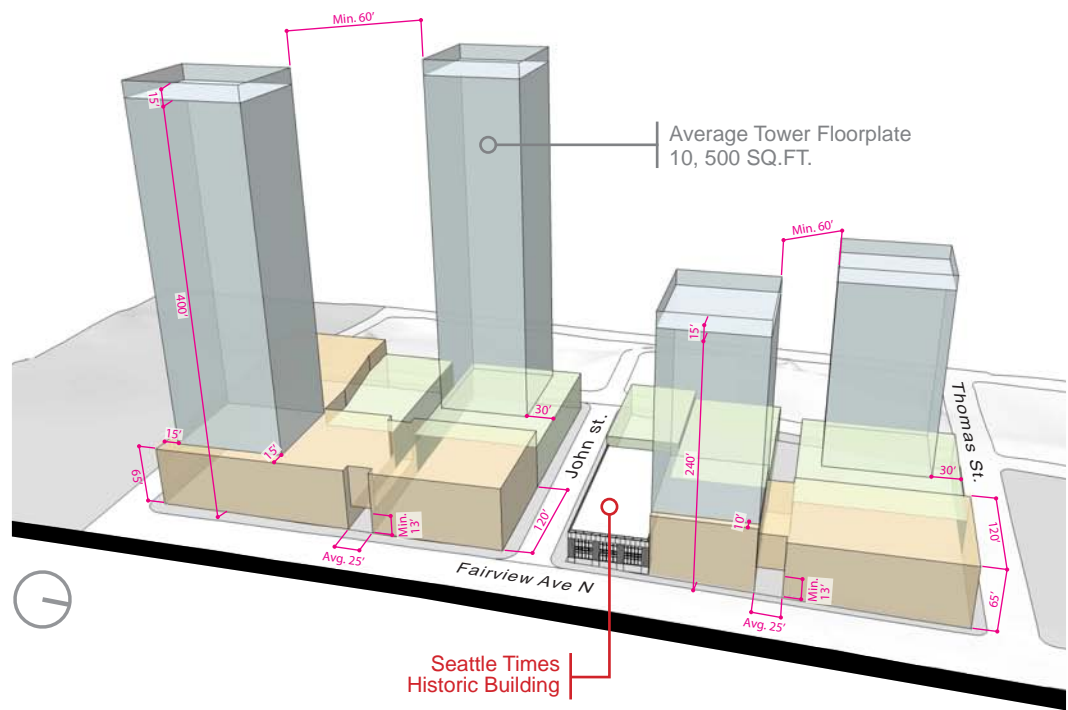 Min. 60'
15'
Average Tower Floorplate
10, 500 SQ.FT.
Min. 60'
400'
15'
30'
Thomas St.
John st.
15'
15'
65'
240'
30'
120'
10'
120'
Min.
13'
Avg. 25'
Fairview Ave N
Min.
13'
65'
Avg. 25'
Seattle Times
Historic Building